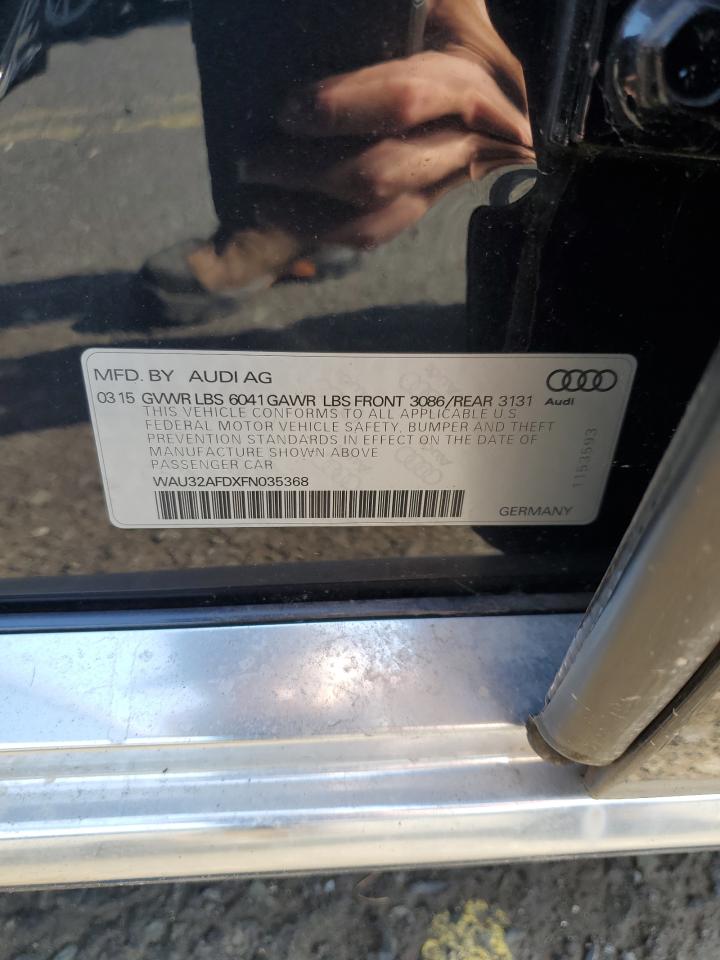 MFD. BY AUDI AG
03 15 GVWR LBS 6041 GAWR LBS FRONT 3086/REAR 3131
Audi
THIS VEHICLE CONFORMS TO ALL APPLICABLE U.S
FEDERAL MOTOR VEHICLE SAFETY, BUMPER AND THEFT
PREVENTION STANDARDS IN EFFECT ON THE DATE OF
MANUFACTURE SHOWN ABOVE
PASSENGER CAR
WAU32AFDXFN035368
GERMANY
1153593